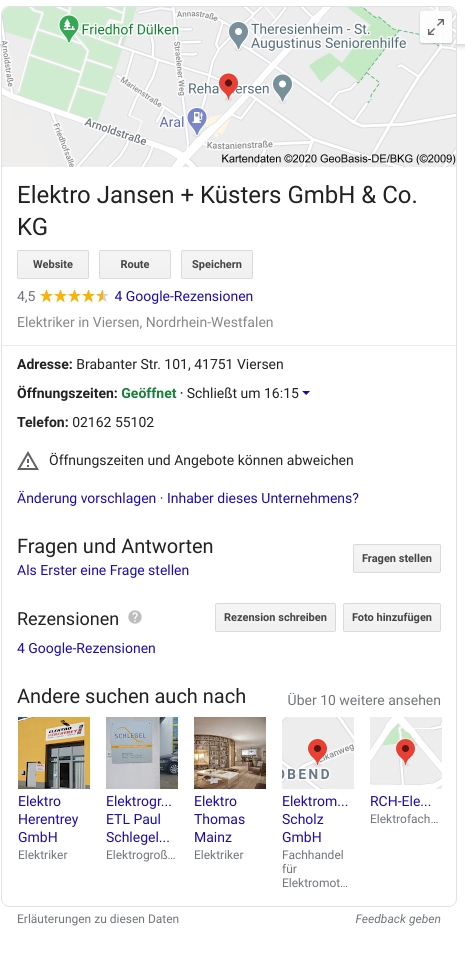 Annastraße
Friedhof Dülken
Theresienheim - St.
Augustinus Seniorenhilfe
Arnoldstraße
Straelener Weg
Marienstraße
Reha
ersen
Aral
Arnoldstraße
Friedhofsalle
Kastanienstraße
Kartendaten ©2020 GeoBasis-DE/BKG (©2009)
Elektro Jansen + Küsters GmbH & Co.
KG
Website Route Speichern
4,5 4 Google-Rezensionen
Elektriker in Viersen, Nordrhein-Westfalen
Adresse: Brabanter Str. 101, 41751 Viersen
Öffnungszeiten: Geöffnet · Schließt um 16:15
Telefon: 02162 55102
Öffnungszeiten und Angebote können abweichen
Änderung vorschlagen · Inhaber dieses Unternehmens?
Fragen und Antworten
Fragen stellen
Als Erster eine Frage stellen
Rezensionen ? Rezension schreiben Foto hinzufügen
4 Google-Rezensionen
Andere suchen auch nach Über 10 weitere ansehen
ELEKTRO
SCHLEGEL
kanweg
OBEND
Elektro Elektrogr... Elektro Elektrom... RCH-Ele...
Herentrey ETL Paul Thomas Scholz Elektrofach...
GmbH Schlegel... Mainz GmbH
Elektriker Elektrogroß... Elektriker Fachhandel
für
Elektromot...
Erläuterungen zu diesen Daten Feedback geben